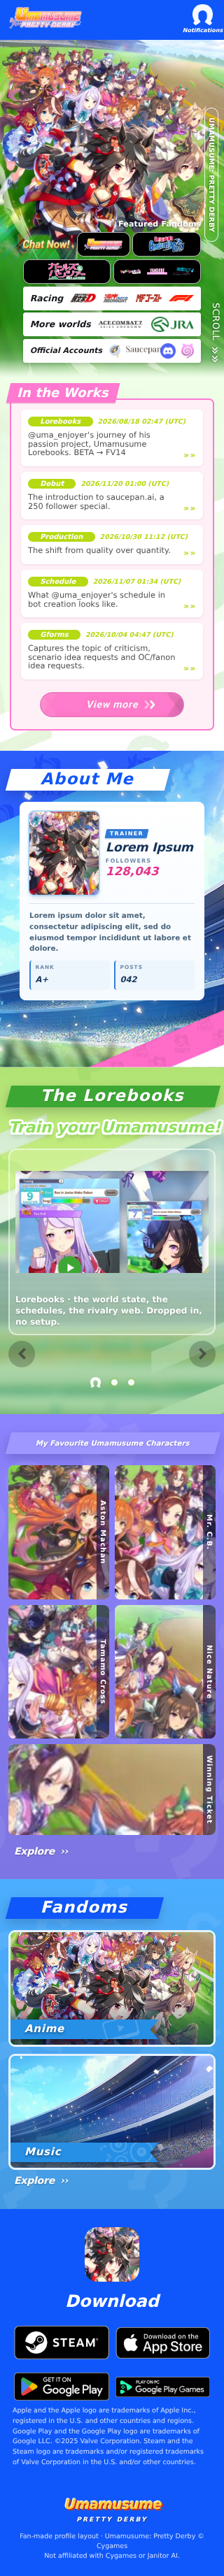 Umamusume
PRETTY DERBY
Notifications
UMAMUSUME PRETTY DERBY
Featured Fandoms
Chat Now!
Racing
More worlds
ACE COMBAT
JRA
Official Accounts
Saucepan
SCROLL
In the Works
Lorebooks 2026/08/18 02:47 (UTC)
@uma_enjoyer's journey of his
passion project, Umamusume
Lorebooks. BETA → FV14
Debut 2026/11/20 01:00 (UTC)
The introduction to saucepan.ai, a
250 follower special.
Production 2026/10/30 11:12 (UTC)
The shift from quality over quantity.
Schedule 2026/11/07 01:34 (UTC)
What @uma_enjoyer's schedule in
bot creation looks like.
Gforms 2026/10/04 04:47 (UTC)
Captures the topic of criticism,
scenario idea requests and OC/fanon
idea requests.
View more
About Me
TRAINER
Lorem Ipsum
FOLLOWERS
128,043
Lorem ipsum dolor sit amet,
consectetur adipiscing elit, sed do
eiusmod tempor incididunt ut labore et
dolore.
RANK
A+
POSTS
042
The Lorebooks
Train your Umamusume!
Lorebooks · the world state, the
schedules, the rivalry web. Dropped in,
no setup.
My Favourite Umamusume Characters
Aston Machan
Mr. C.B.
Tamamo Cross
Nice Nature
Winning Ticket
Explore ››
Fandoms
Anime
Music
Explore ››
Download
STEAM
Download on the
App Store
GET IT ON
Google Play
PLAY ON PC
Google Play Games
Apple and the Apple logo are trademarks of Apple Inc.,
registered in the U.S. and other countries and regions.
Google Play and the Google Play logo are trademarks of
Google LLC. ©2025 Valve Corporation. Steam and the
Steam logo are trademarks and/or registered trademarks
of Valve Corporation in the U.S. and/or other countries.
Umamusume
PRETTY DERBY
Fan-made profile layout · Umamusume: Pretty Derby ©
Cygames
Not affiliated with Cygames or Janitor AI.